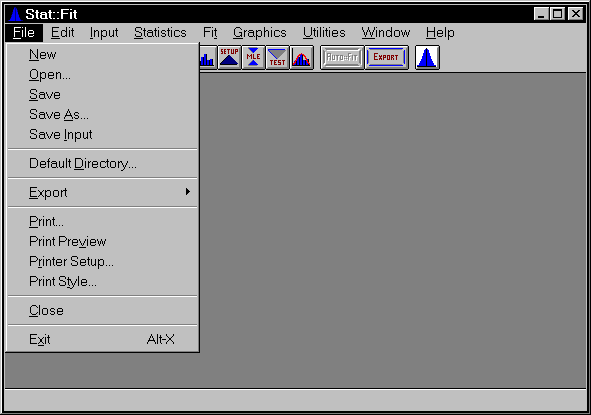 Stat::Fit
File Edit Input Statistics Fit Graphics Utilities Window Help
SETUP MLE TEST AUTO::FIT EXPORT
New
Open...
Save
Save As...
Save Input
Default Directory...
Export
Print...
Print Preview
Printer Setup...
Print Style...
Close
Exit Alt-X